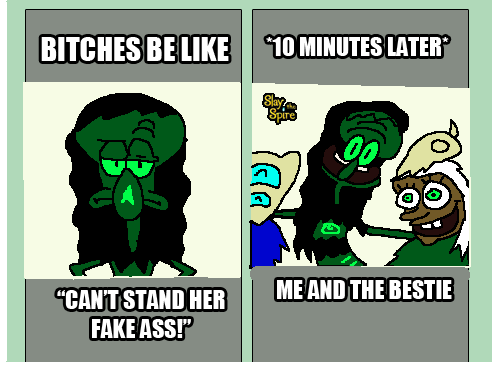 BITCHES BE LIKE
"CAN'T STAND HER
FAKE ASS!"
*10 MINUTES LATER*
Slay the
Spire
ME AND THE BESTIE